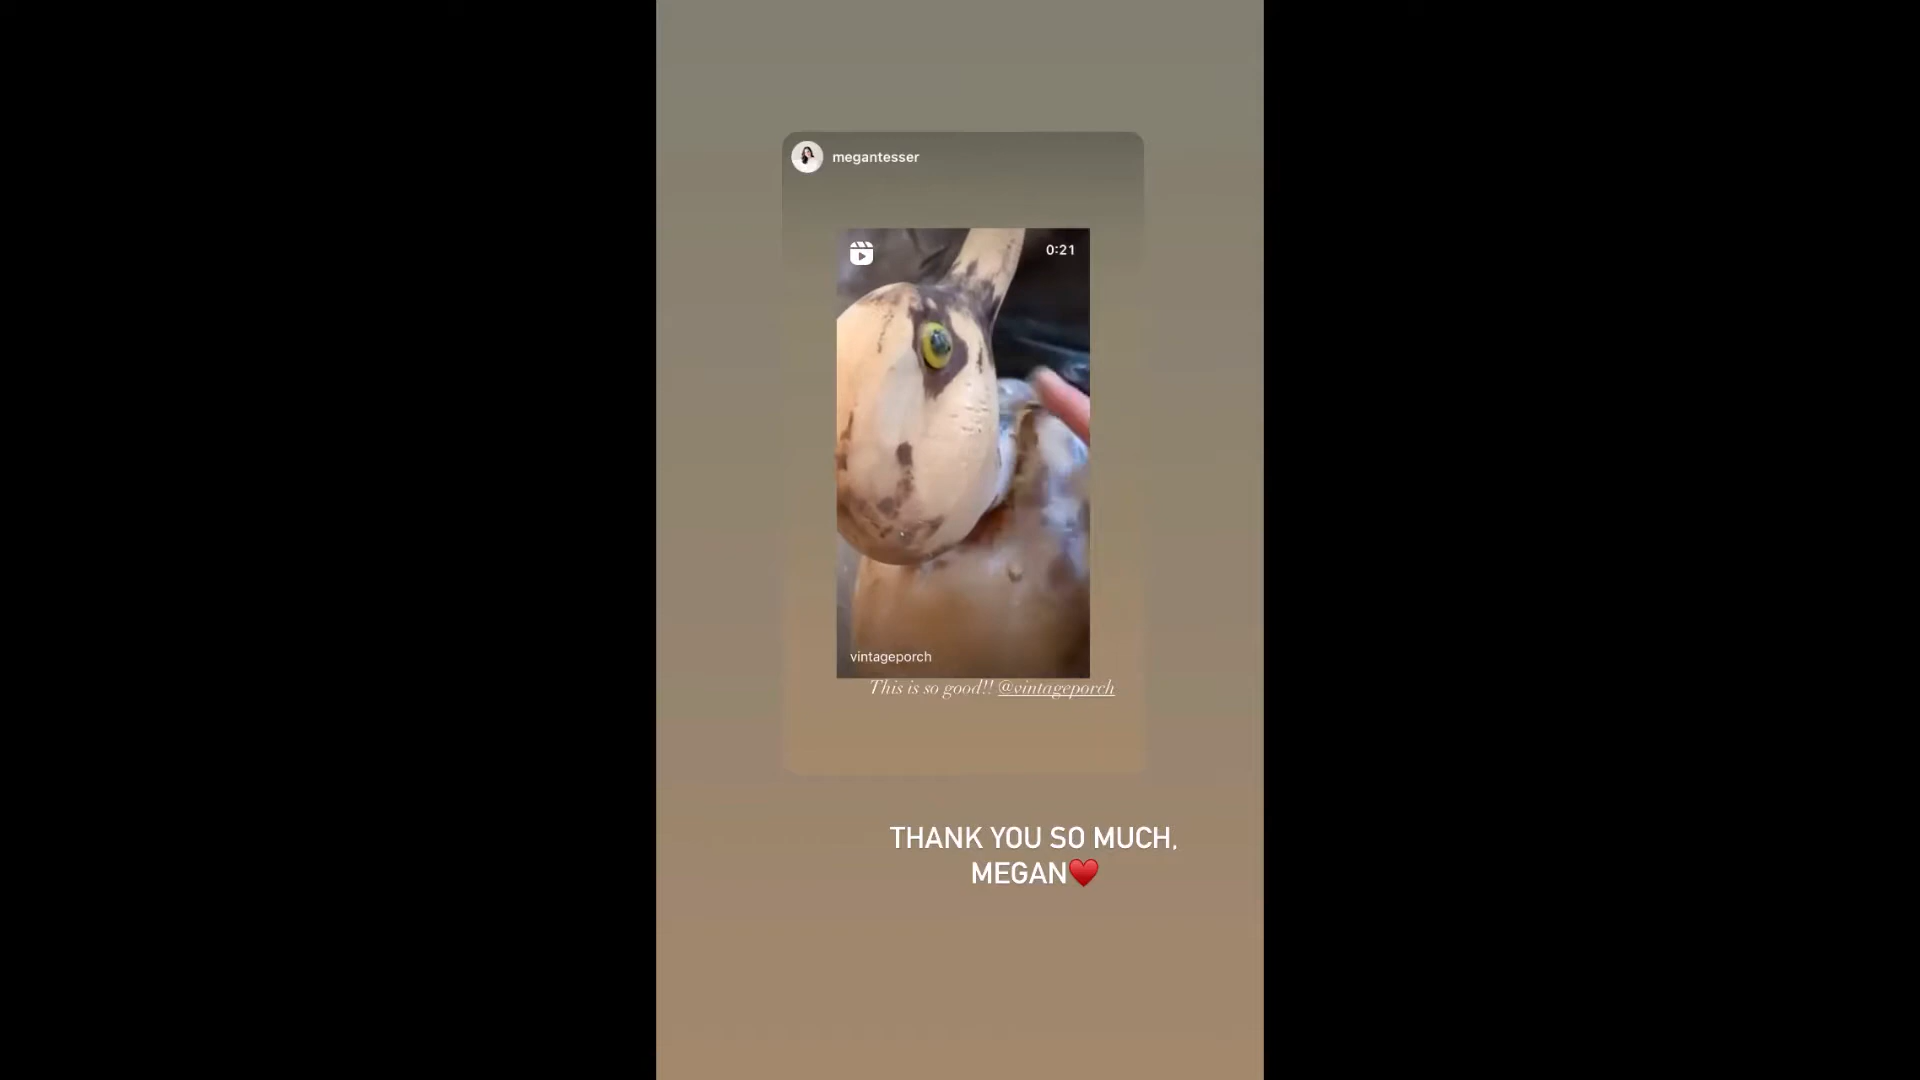 megantesser
0:21
vintageporch
This is so good!! @vintageporch
THANK YOU SO MUCH,
MEGAN♥️